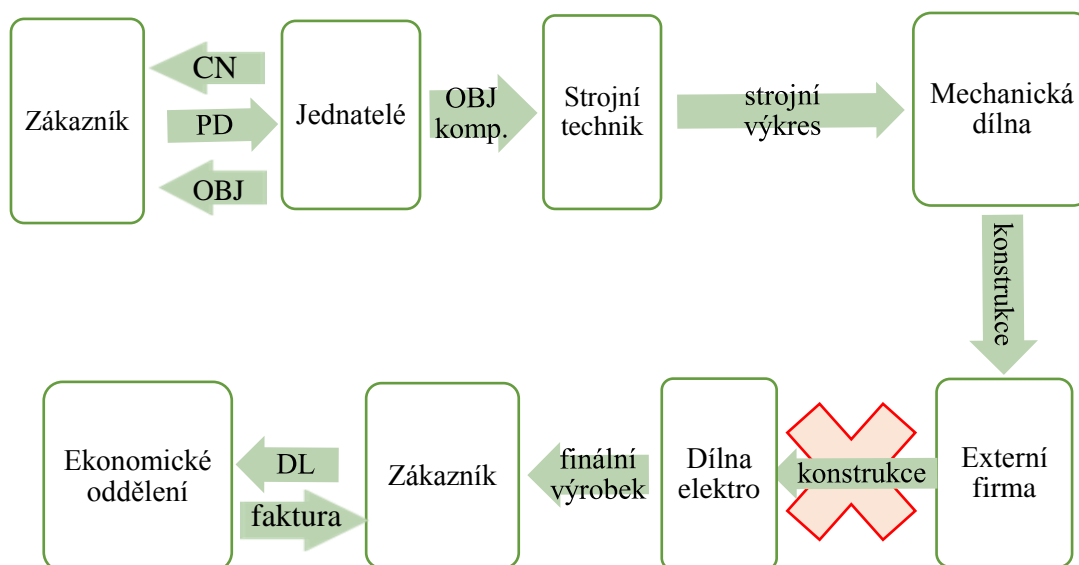 Zákazník
CN
PD
OBJ
Jednatelé
OBJ
komp.
Strojní
technik
strojní
výkres
Mechanická
dílna
konstrukce
Ekonomické
oddělení
DL
faktura
Zákazník
finální
výrobek
Dílna
elektro
konstrukce
Externí
firma